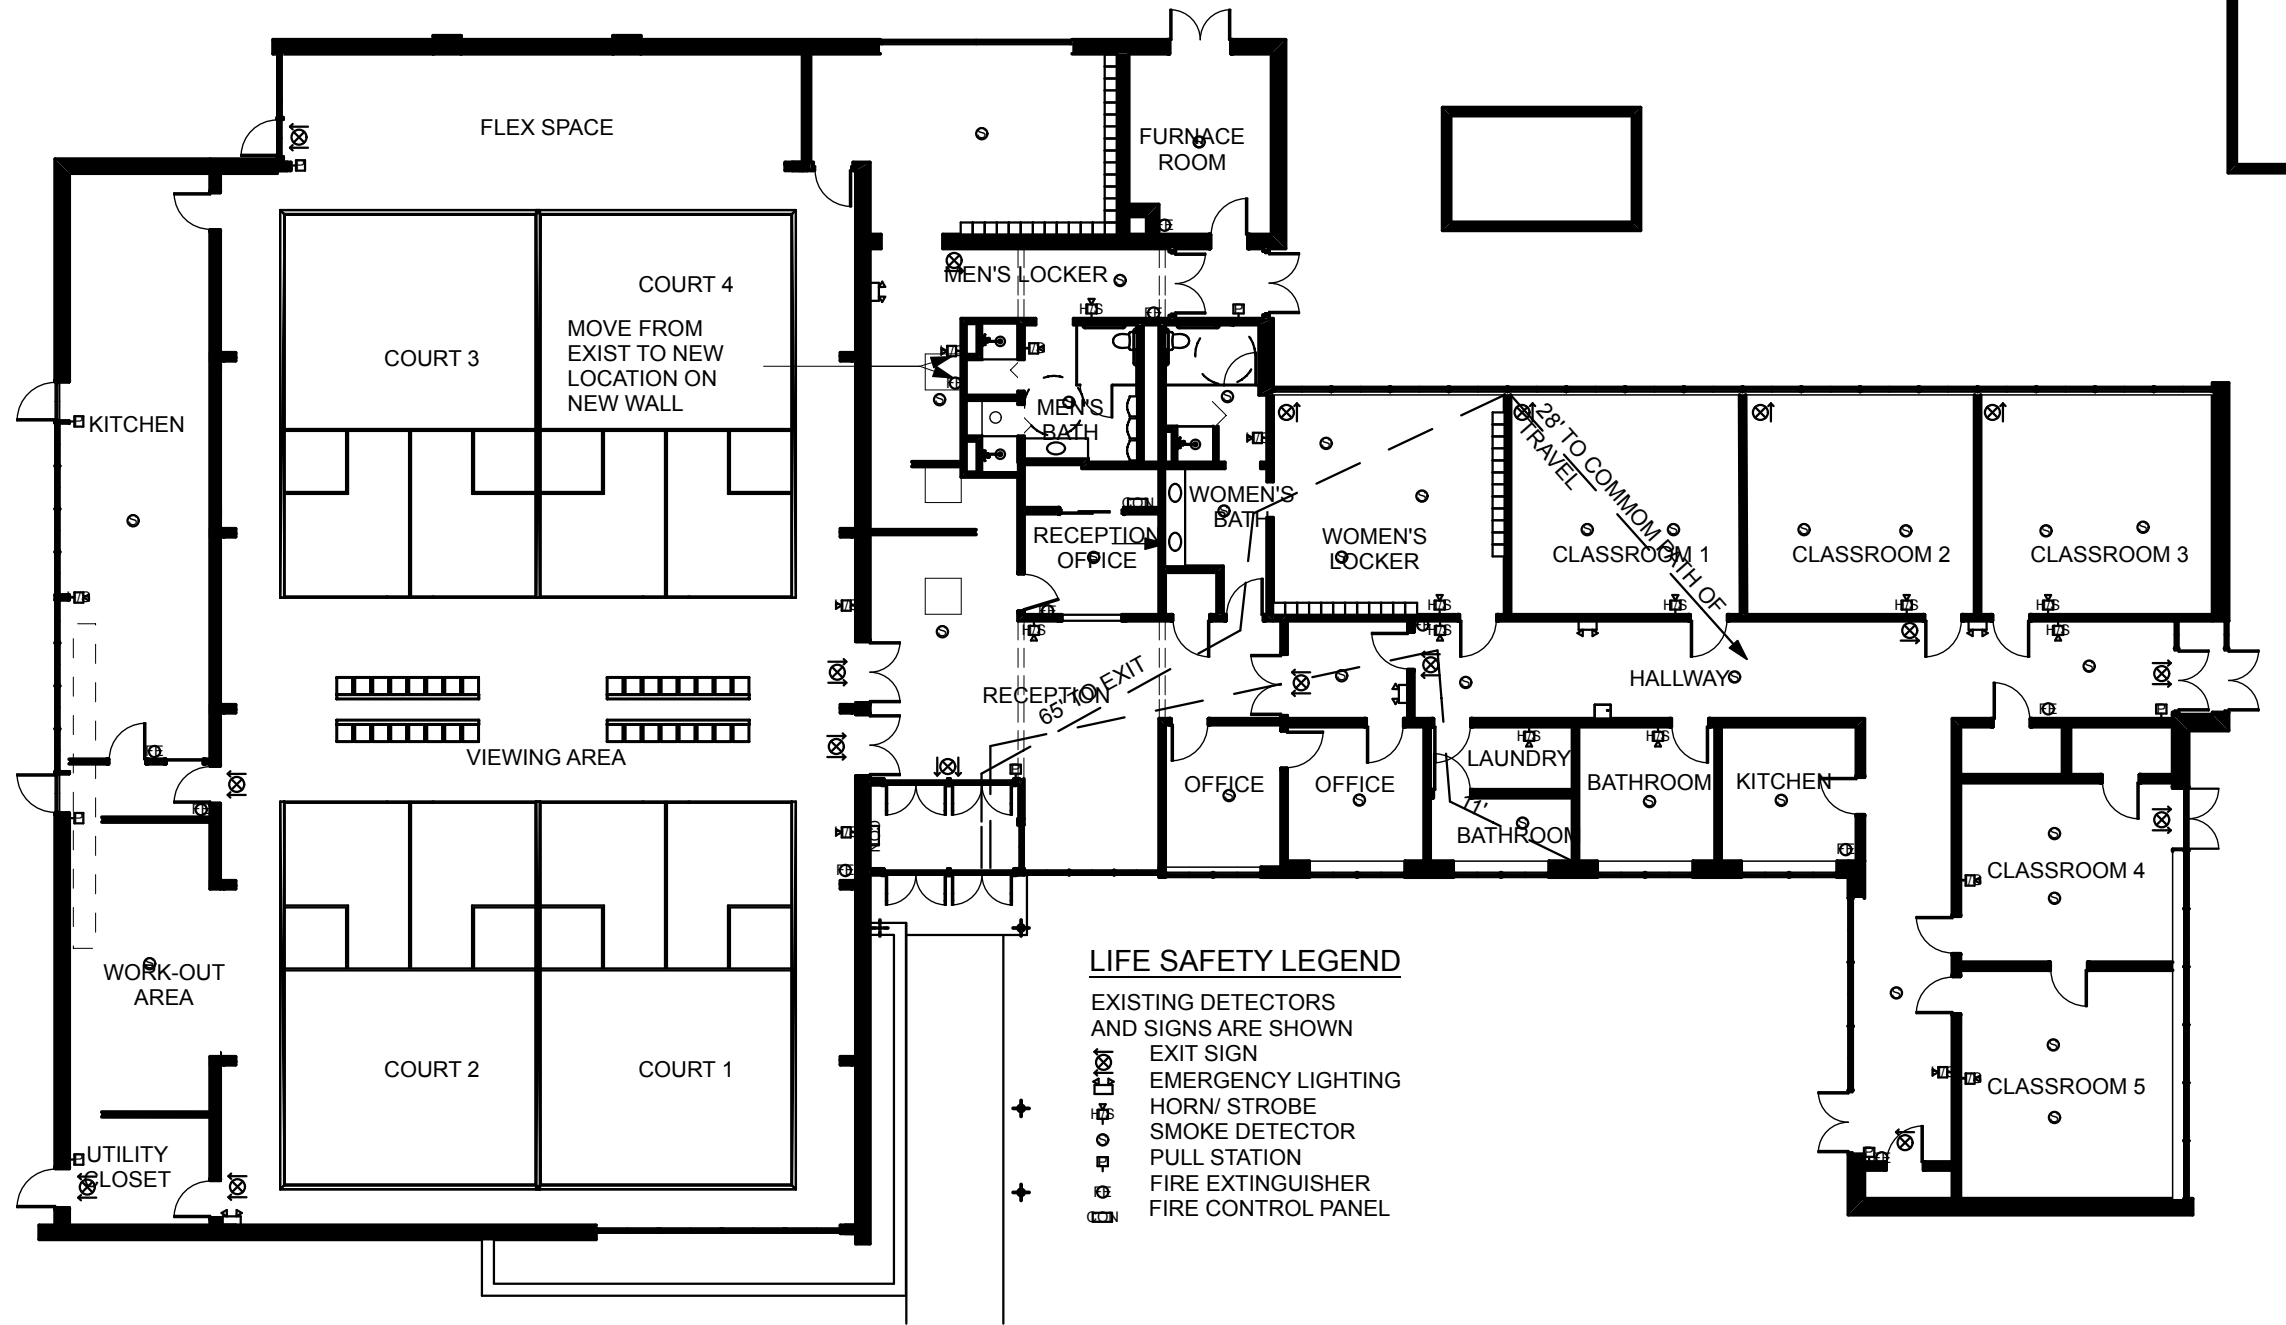 FLEX SPACE
FURNACE
ROOM
COURT 4
MEN'S LOCKER
MOVE FROM
EXIST TO NEW
LOCATION ON
NEW WALL
COURT 3
KITCHEN
MEN'S
BATH
WOMEN'S
BATH
RECEPTION
OFFICE
WOMEN'S
LOCKER
28' TO COMMOM PATH OF
TRAVEL
CLASSROOM 1
CLASSROOM 2
CLASSROOM 3
HALLWAY
RECEPTION
65' TO EXIT
VIEWING AREA
OFFICE
OFFICE
LAUNDRY
BATHROOM
KITCHEN
11'
BATHROOM
CLASSROOM 4
WORK-OUT
AREA
COURT 2
COURT 1
CLASSROOM 5
UTILITY
CLOSET
LIFE SAFETY LEGEND
EXISTING DETECTORS
AND SIGNS ARE SHOWN
EXIT SIGN
EMERGENCY LIGHTING
H/S HORN/ STROBE
S SMOKE DETECTOR
P PULL STATION
FE FIRE EXTINGUISHER
CON FIRE CONTROL PANEL